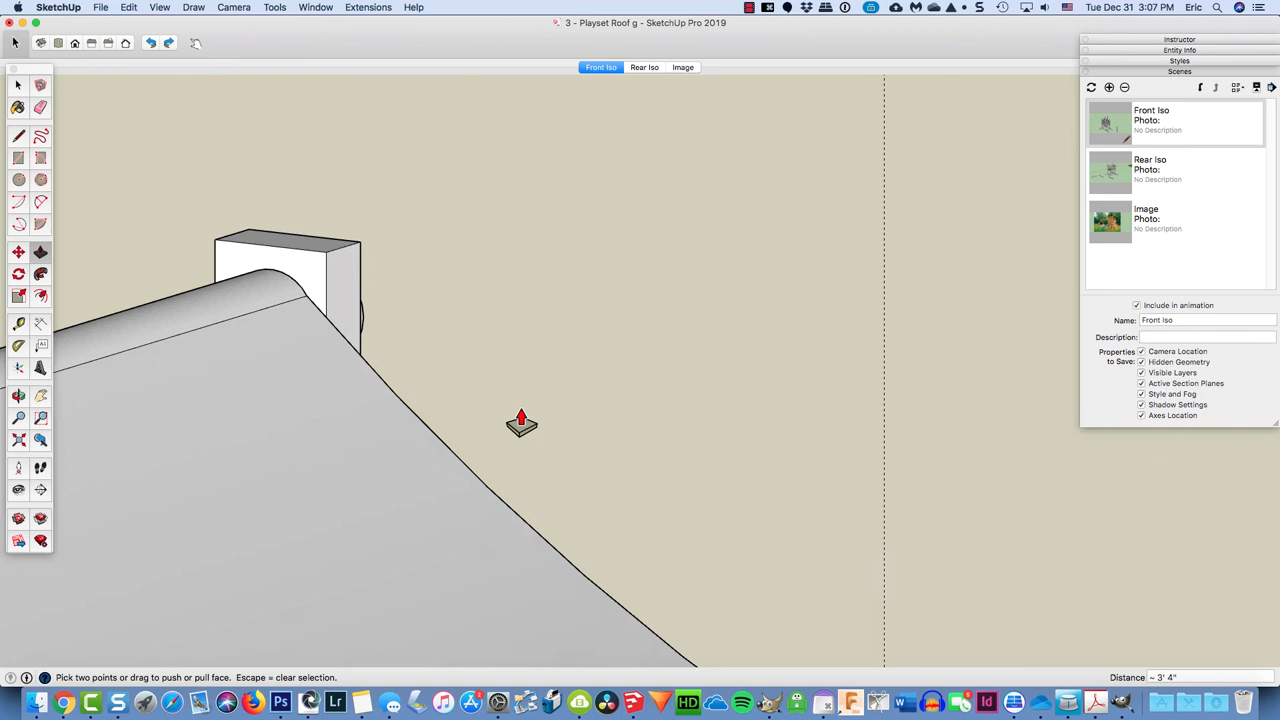 SketchUp File Edit View Draw Camera Tools Window Extensions Help Tue Dec 31 3:07 PM Eric
3 - Playset Roof g - SketchUp Pro 2019
Front Iso Rear Iso Image
Instructor
Entity Info
Styles
Scenes
Front Iso
Photo:
No Description
Rear Iso
Photo:
No Description
Image
Photo:
No Description
Include in animation
Name: Front Iso
Description:
Properties to Save:
Camera Location
Hidden Geometry
Visible Layers
Active Section Planes
Style and Fog
Shadow Settings
Axes Location
Pick two points or drag to push or pull face. Escape = clear selection.
Distance ~ 3' 4"